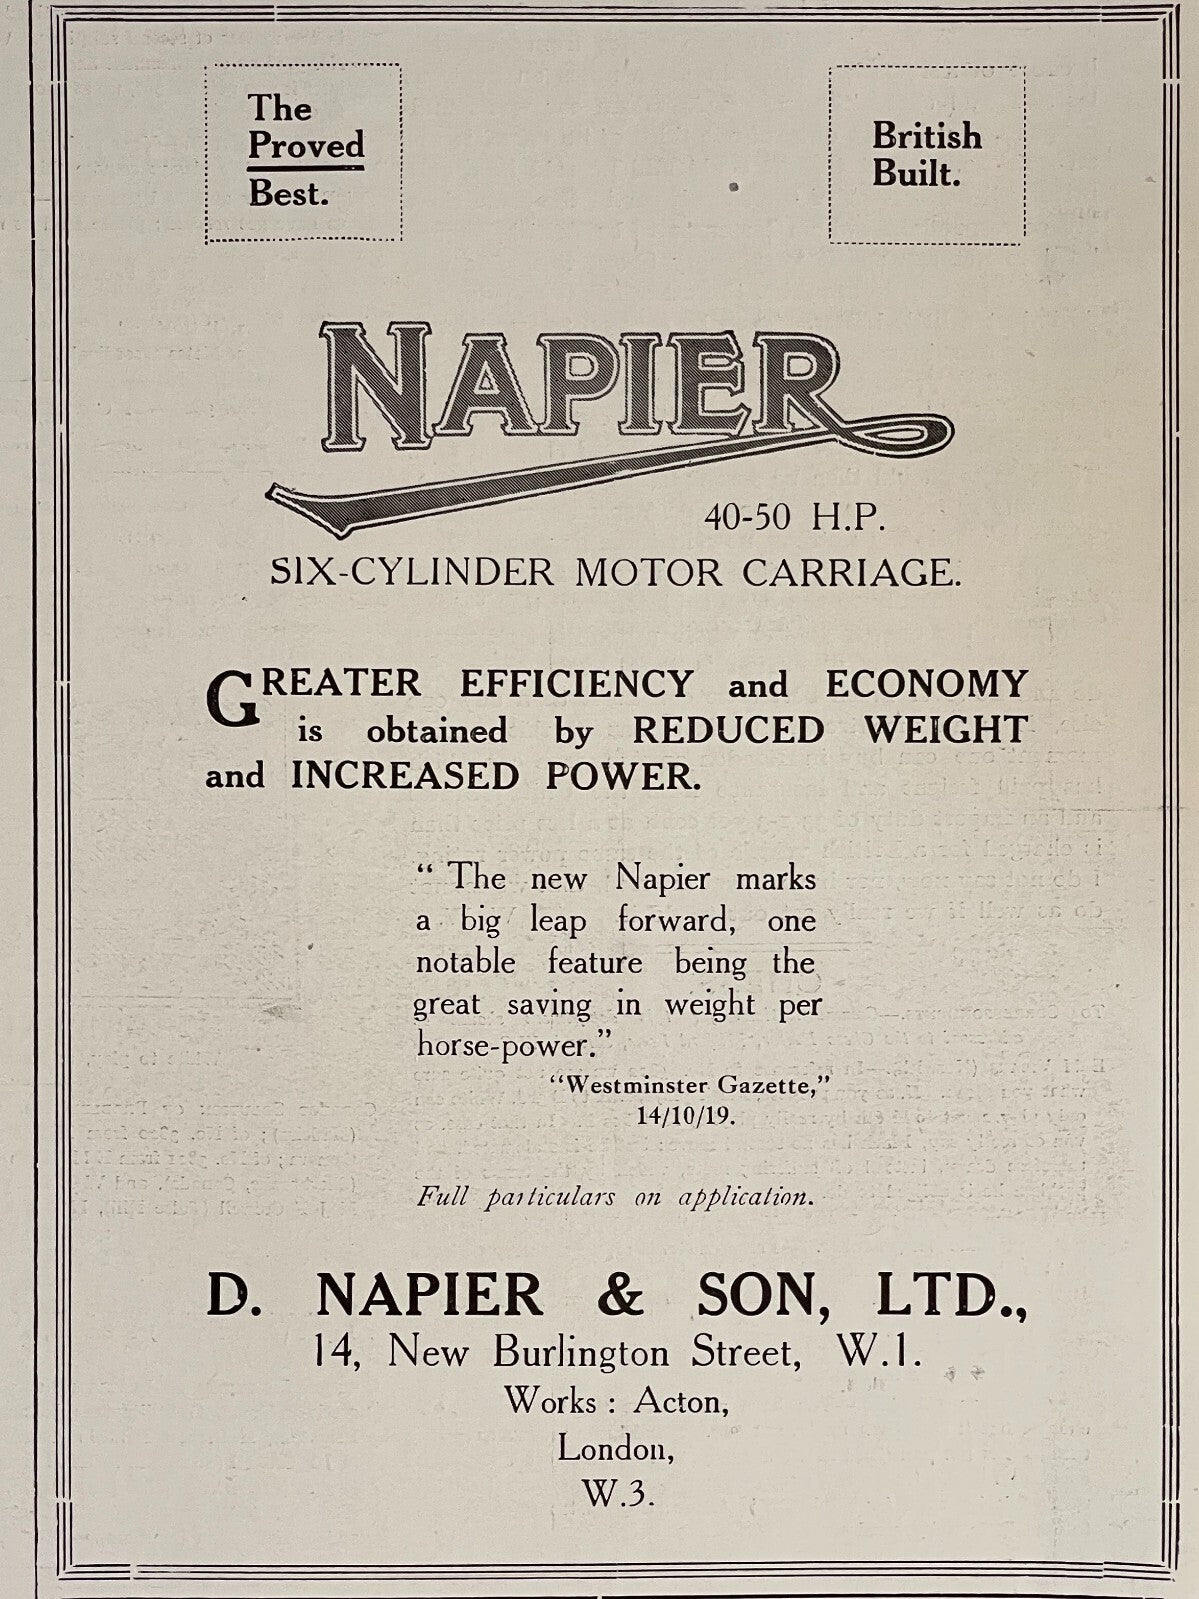 The
Proved
Best.
British
Built.
NAPIER
40-50 H.P.
SIX-CYLINDER MOTOR CARRIAGE.
GREATER EFFICIENCY and ECONOMY
is obtained by REDUCED WEIGHT
and INCREASED POWER.
“ The new Napier marks
a big leap forward, one
notable feature being the
great saving in weight per
horse-power.”
“Westminster Gazette,”
14/10/19.
Full particulars on application.
D. NAPIER & SON, LTD.,
14, New Burlington Street, W.1.
Works : Acton,
London,
W.3.